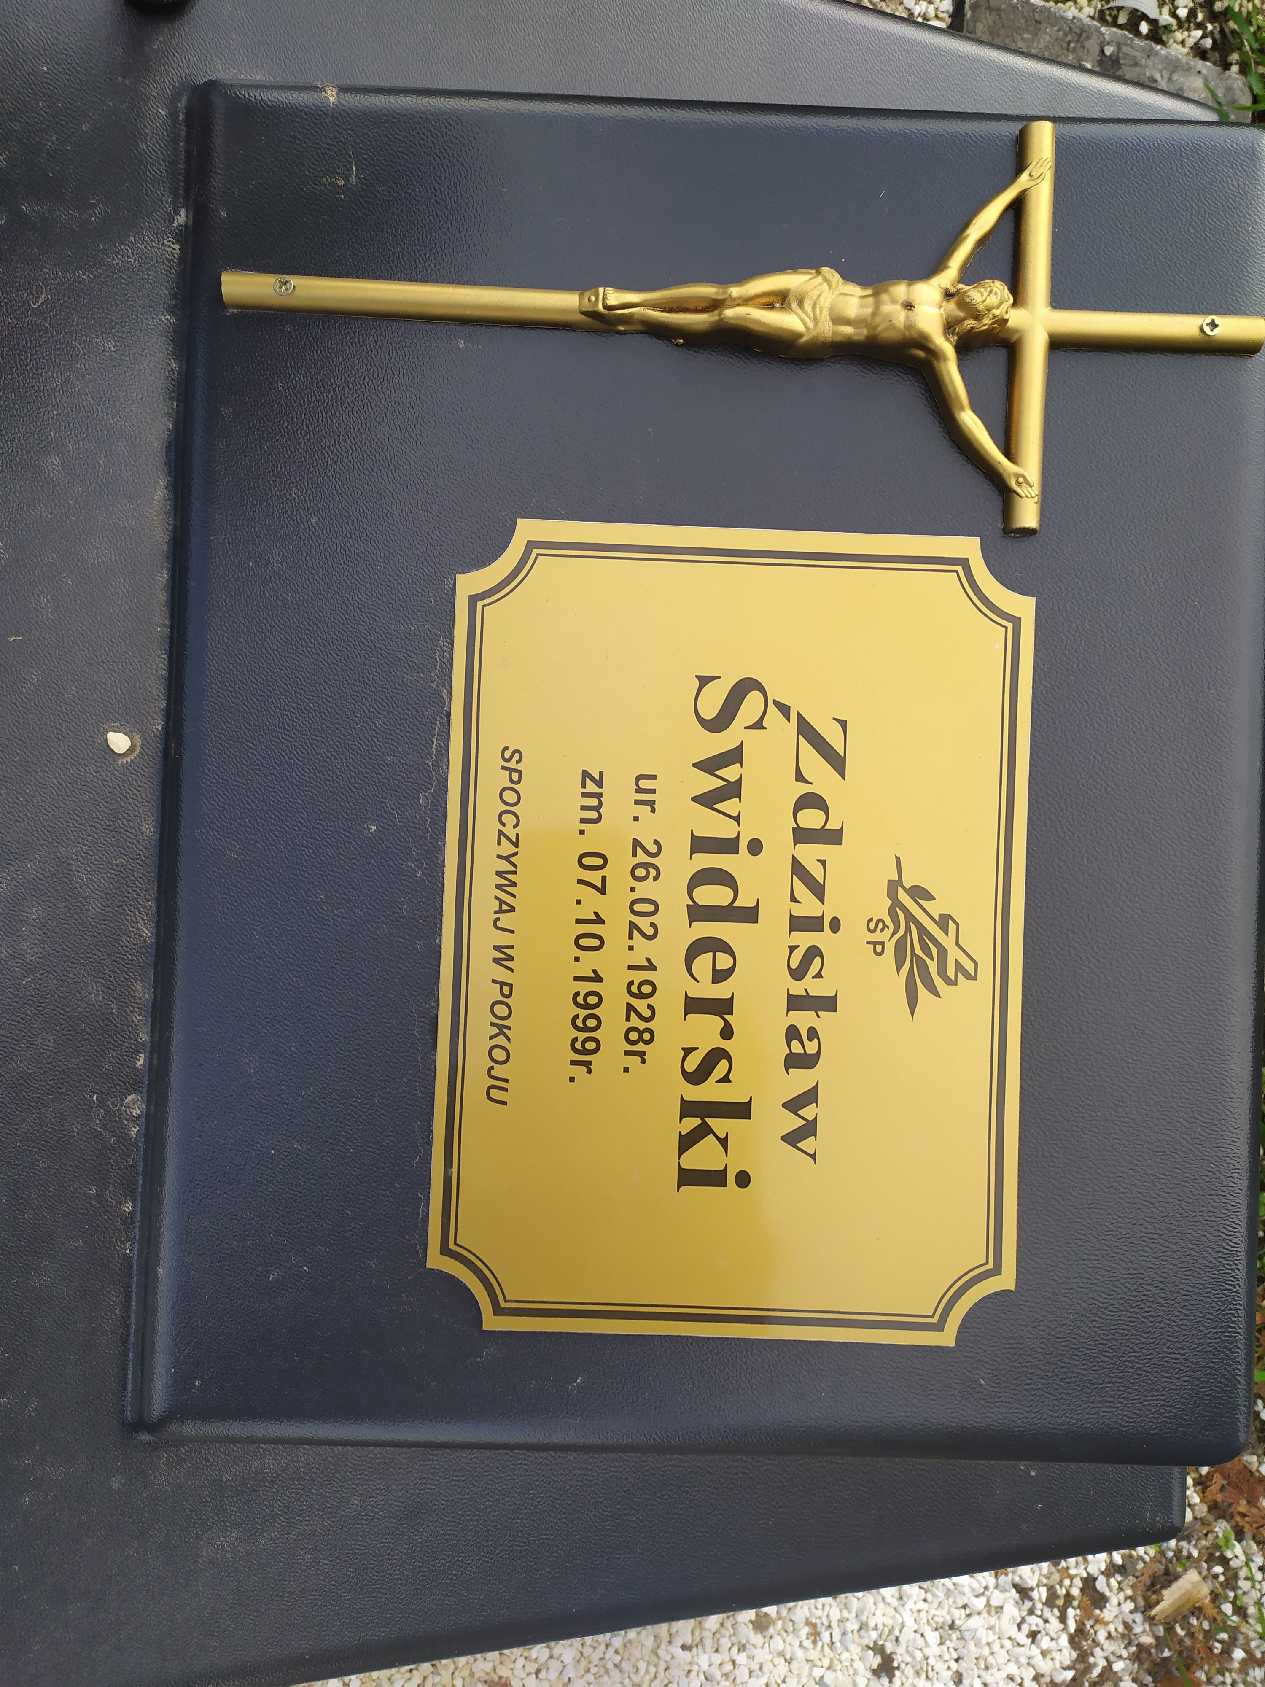 ŚP
Zdzisław
Świderski
ur. 26.02.1928r.
zm. 07.10.1999r.
SPOCZYWAJ W POKOJU